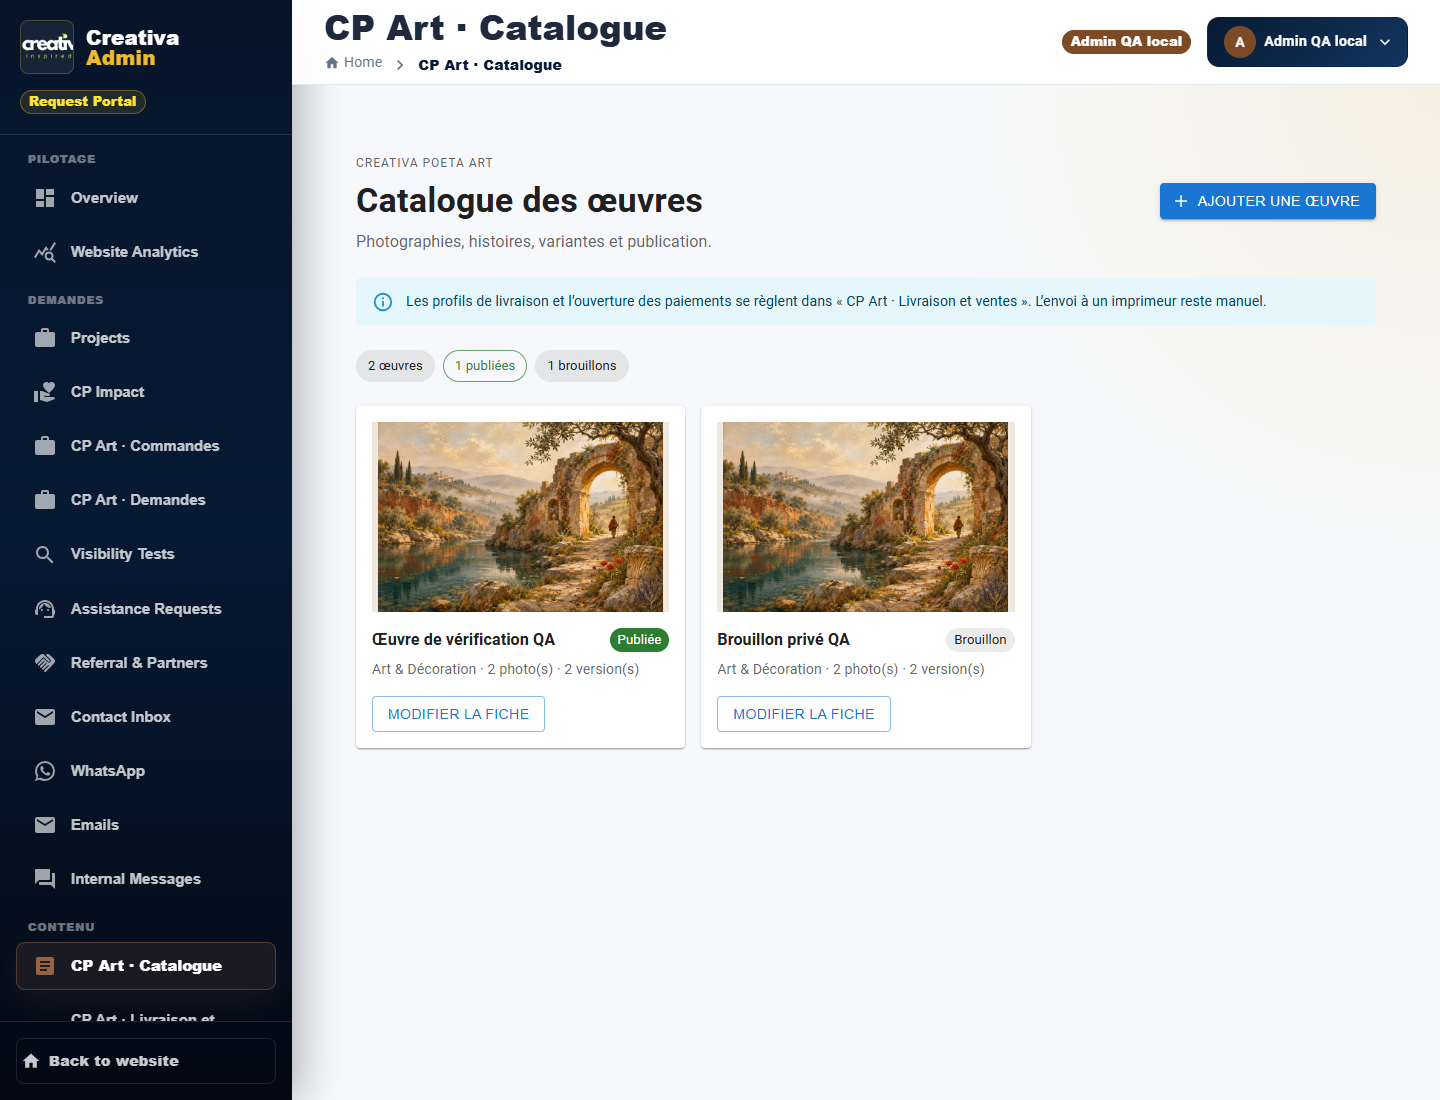 creativ
inspired
Creativa
Admin
Request Portal
PILOTAGE
Overview
Website Analytics
DEMANDES
Projects
CP Impact
CP Art · Commandes
CP Art · Demandes
Visibility Tests
Assistance Requests
Referral & Partners
Contact Inbox
WhatsApp
Emails
Internal Messages
CONTENU
CP Art · Catalogue
CP Art · Livraison et
Back to website
CP Art · Catalogue
Home
CP Art · Catalogue
Admin QA local
A
Admin QA local
CREATIVA POETA ART
Catalogue des œuvres
Photographies, histoires, variantes et publication.
AJOUTER UNE ŒUVRE
Les profils de livraison et l’ouverture des paiements se règlent dans « CP Art · Livraison et ventes ». L’envoi à un imprimeur reste manuel.
2 œuvres
1 publiées
1 brouillons
Œuvre de vérification QA
Publiée
Art & Décoration · 2 photo(s) · 2 version(s)
MODIFIER LA FICHE
Brouillon privé QA
Brouillon
Art & Décoration · 2 photo(s) · 2 version(s)
MODIFIER LA FICHE